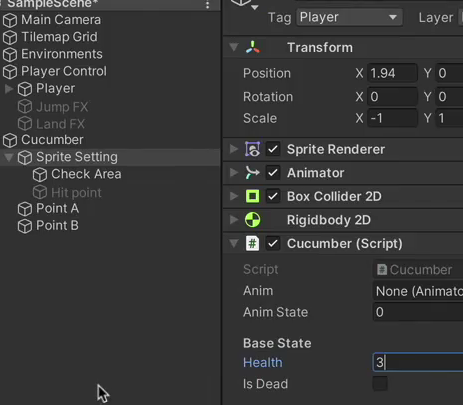 SampleScene*
Main Camera
Tilemap Grid
Environments
Player Control
Player
Jump FX
Land FX
Cucumber
Sprite Setting
Check Area
Hit point
Point A
Point B
Tag Player Layer
Transform
Position X 1.94 Y 0
Rotation X 0 Y 0
Scale X -1 Y 1
Sprite Renderer
Animator
Box Collider 2D
Rigidbody 2D
# Cucumber (Script)
Script Cucumber
Anim None (Animato
Anim State 0
Base State
Health 3
Is Dead